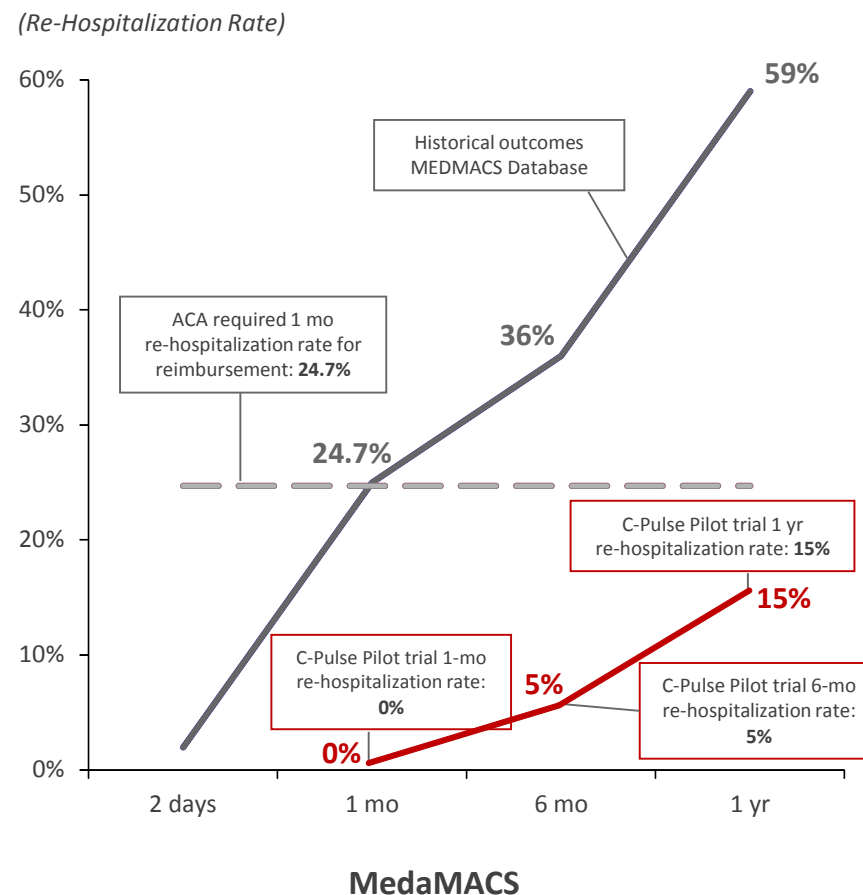 (Re-Hospitalization Rate)
60%
50%
40%
30%
20%
10%
0%
59%
Historical outcomes
MEDMACS Database
ACA required 1 mo
re-hospitalization rate for
reimbursement: 24.7%
36%
24.7%
C-Pulse Pilot trial 1 yr
re-hospitalization rate: 15%
15%
C-Pulse Pilot trial 1-mo
re-hospitalization rate:
0%
5%
C-Pulse Pilot trial 6-mo
re-hospitalization rate:
5%
0%
2 days
1 mo
6 mo
1 yr
MedaMACS